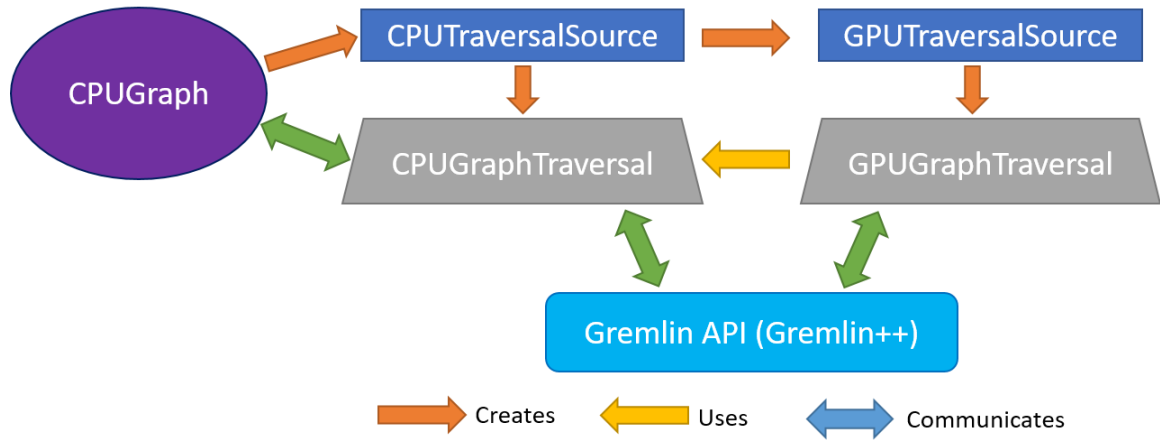 CPUGraph
CPUTraversalSource
GPUTraversalSource
CPUGraphTraversal
GPUGraphTraversal
Gremlin API (Gremlin++)
Creates
Uses
Communicates